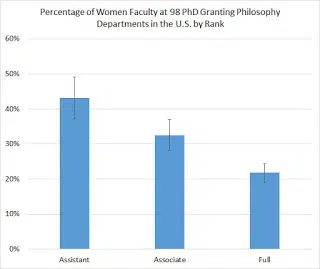 Percentage of Women Faculty at 98 PhD Granting Philosophy
Departments in the U.S. by Rank
60%
50%
40%
30%
20%
10%
0%
Assistant
Associate
Full